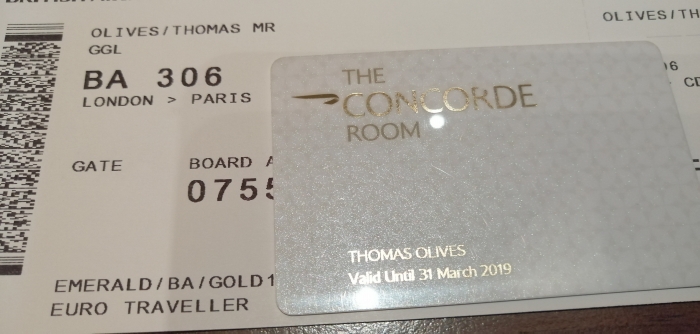 OLIVES/THOMAS MR
GGL
BA 306
LONDON > PARIS
GATE
BOARD A
0755
EMERALD/BA/GOLD1
EURO TRAVELLER
OLIVES/TH
THE
CONCORDE
ROOM
THOMAS OLIVES
Valid Until 31 March 2019